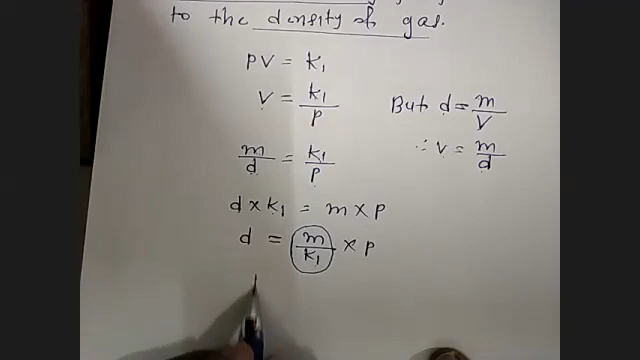 to the density of gas.
PV = K₁
V = K₁/P
But d = m/V
m/d = K₁/P
∴ V = m/d
d × K₁ = m × P
d = m/K₁ × P